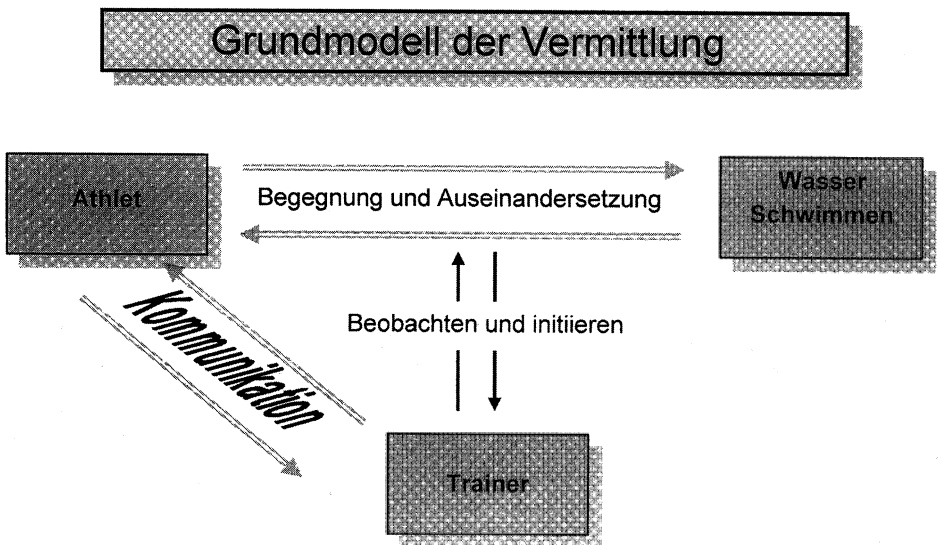 Grundmodell der Vermittlung
Athlet
Begegnung und Auseinandersetzung
Wasser
Schwimmen
Kommunikation
Beobachten und initiieren
Trainer